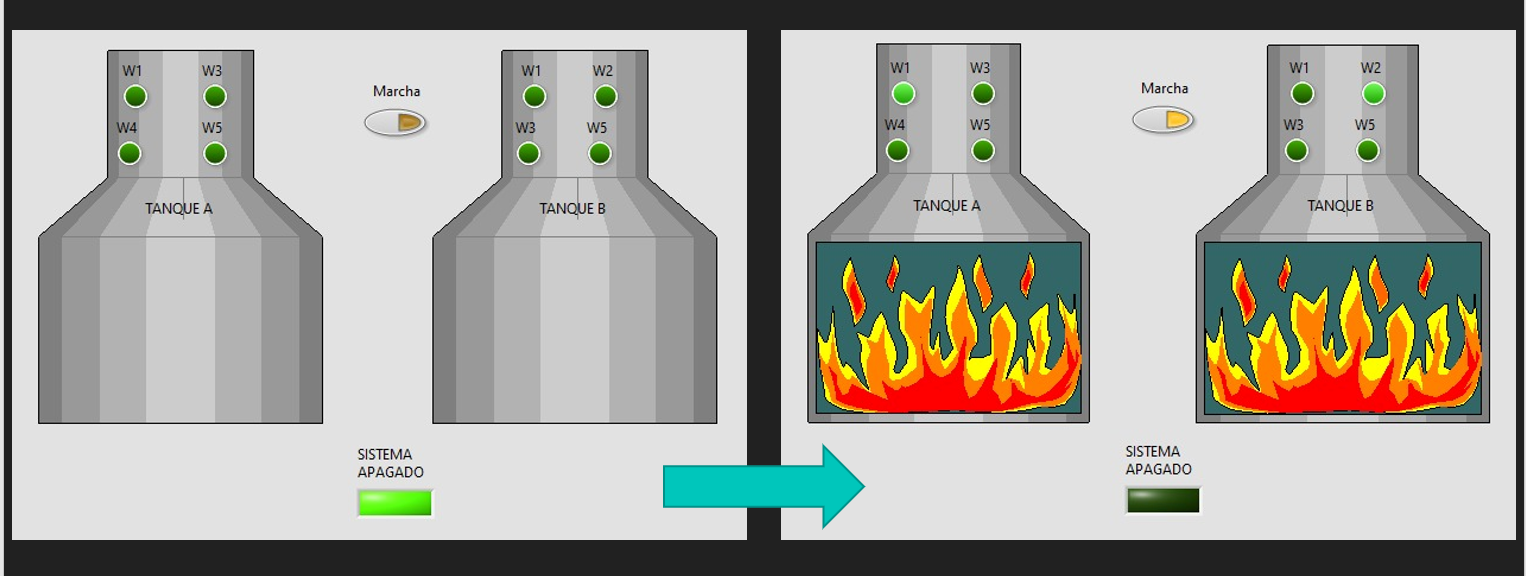 W1 W3
W4 W5
TANQUE A
Marcha
W1 W2
W3 W5
TANQUE B
SISTEMA
APAGADO
W1 W3
W4 W5
TANQUE A
Marcha
W1 W2
W3 W5
TANQUE B
SISTEMA
APAGADO